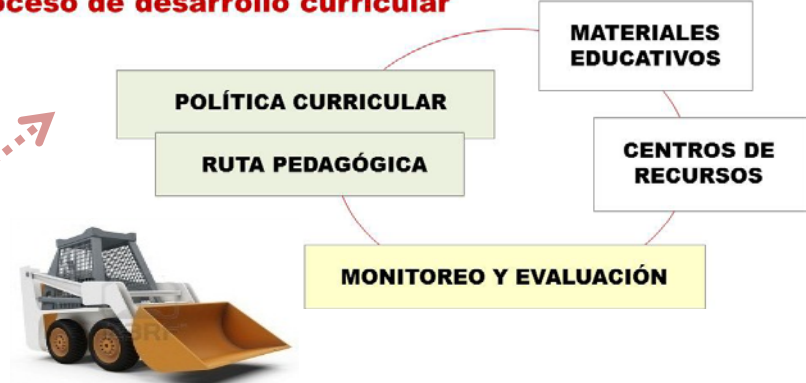 oceso de desarrollo curricular
MATERIALES
EDUCATIVOS
POLÍTICA CURRICULAR
RUTA PEDAGÓGICA
CENTROS DE
RECURSOS
MONITOREO Y EVALUACIÓN